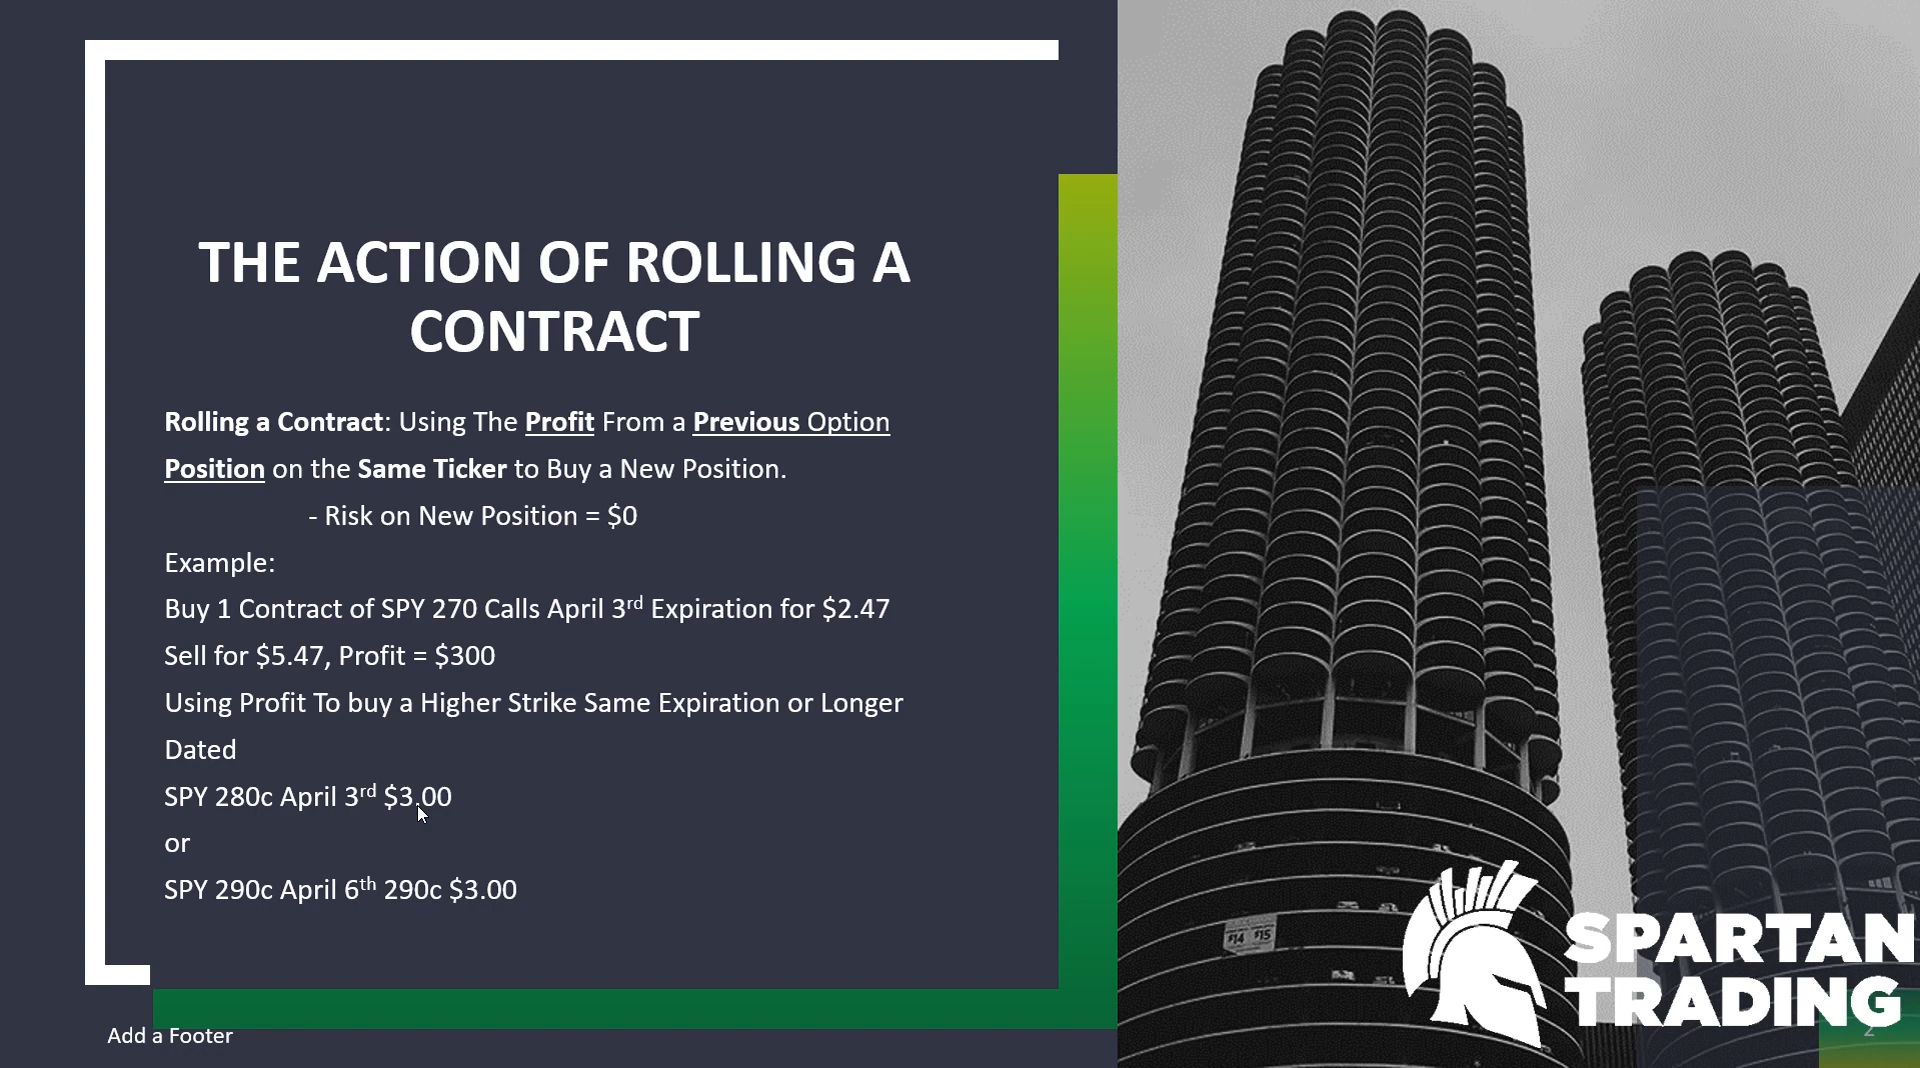 THE ACTION OF ROLLING A
CONTRACT
Rolling a Contract: Using The Profit From a Previous Option
Position on the Same Ticker to Buy a New Position.
- Risk on New Position = $0
Example:
Buy 1 Contract of SPY 270 Calls April 3rd Expiration for $2.47
Sell for $5.47, Profit = $300
Using Profit To buy a Higher Strike Same Expiration or Longer
Dated
SPY 280c April 3rd $3.00
or
SPY 290c April 6th 290c $3.00
Add a Footer
$14 $15
SPARTAN
TRADING
2